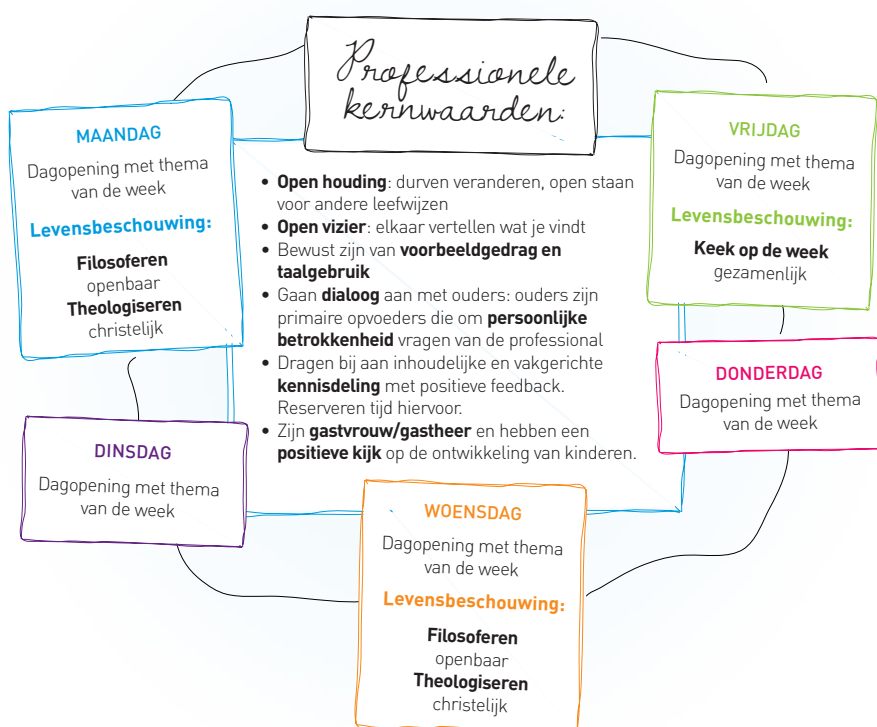 Professionele
kernwaarden:
MAANDAG
Dagopening met thema
van de week
Levensbeschouwing:
Filosoferen
openbaar
Theologiseren
christelijk
• Open houding: durven veranderen, open staan
voor andere leefwijzen
• Open vizier: elkaar vertellen wat je vindt
• Bewust zijn van voorbeeldgedrag en
taalgebruik
• Gaan dialoog aan met ouders: ouders zijn
primaire opvoeders die om persoonlijke
betrokkenheid vragen van de professional
• Dragen bij aan inhoudelijke en vakgerichte
kennisdeling met positieve feedback.
Reserveren tijd hiervoor.
• Zijn gastvrouw/gastheer en hebben een
positieve kijk op de ontwikkeling van kinderen.
VRIJDAG
Dagopening met thema
van de week
Levensbeschouwing:
Keek op de week
gezamenlijk
DINSDAG
Dagopening met thema
van de week
WOENSDAG
Dagopening met thema
van de week
Levensbeschouwing:
Filosoferen
openbaar
Theologiseren
christelijk
DONDERDAG
Dagopening met thema
van de week